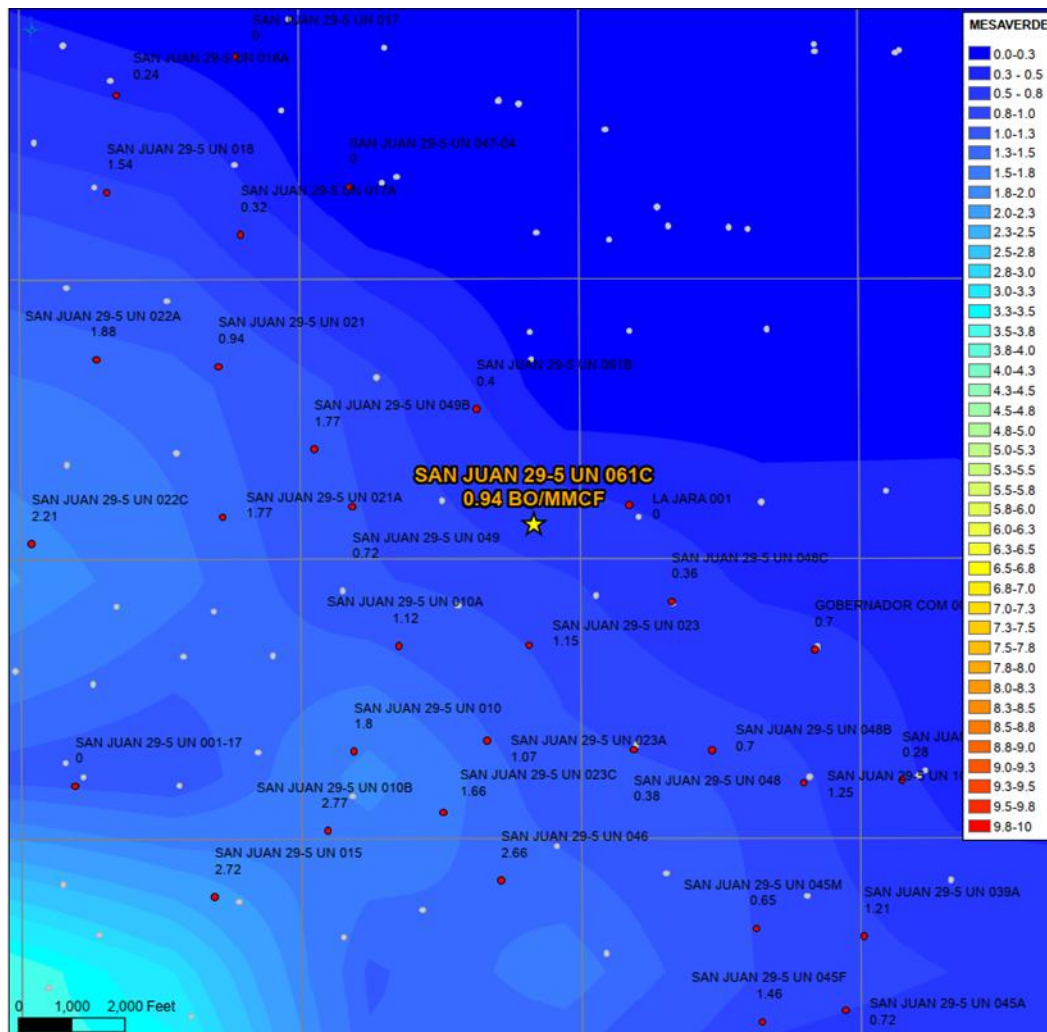 SAN JUAN 29-5 UN 017
0
SAN JUAN 29-5 UN 018A
0.24
SAN JUAN 29-5 UN 018
1.54
SAN JUAN 29-5 UN 047-04
0
SAN JUAN 29-5 UN 017A
0.32
SAN JUAN 29-5 UN 022A
1.88
SAN JUAN 29-5 UN 021
0.94
SAN JUAN 29-5 UN 061B
0.4
SAN JUAN 29-5 UN 049B
1.77
SAN JUAN 29-5 UN 061C
0.94 BO/MMCF
SAN JUAN 29-5 UN 022C
2.21
SAN JUAN 29-5 UN 021A
1.77
SAN JUAN 29-5 UN 049
0.72
LA JARA 001
0
SAN JUAN 29-5 UN 048C
0.36
SAN JUAN 29-5 UN 010A
1.12
SAN JUAN 29-5 UN 023
1.15
GOBERNADOR COM
0.7
SAN JUAN 29-5 UN 010
1.8
SAN JUAN 29-5 UN 023A
1.07
SAN JUAN 29-5 UN 048B
0.7
SAN JUAN
0.28
SAN JUAN 29-5 UN 001-17
0
SAN JUAN 29-5 UN 023C
1.66
SAN JUAN 29-5 UN 048
0.38
SAN JUAN 29-5 UN
1.25
SAN JUAN 29-5 UN 010B
2.77
SAN JUAN 29-5 UN 046
2.66
SAN JUAN 29-5 UN 015
2.72
SAN JUAN 29-5 UN 045M
0.65
SAN JUAN 29-5 UN 039A
1.21
SAN JUAN 29-5 UN 045F
1.46
SAN JUAN 29-5 UN 045A
0.72
0 1,000 2,000 Feet
MESAVERDE
0.0-0.3
0.3 - 0.5
0.5 - 0.8
0.8-1.0
1.0-1.3
1.3-1.5
1.5-1.8
1.8-2.0
2.0-2.3
2.3-2.5
2.5-2.8
2.8-3.0
3.0-3.3
3.3-3.5
3.5-3.8
3.8-4.0
4.0-4.3
4.3-4.5
4.5-4.8
4.8-5.0
5.0-5.3
5.3-5.5
5.5-5.8
5.8-6.0
6.0-6.3
6.3-6.5
6.5-6.8
6.8-7.0
7.0-7.3
7.3-7.5
7.5-7.8
7.8-8.0
8.0-8.3
8.3-8.5
8.5-8.8
8.8-9.0
9.0-9.3
9.3-9.5
9.5-9.8
9.8-10